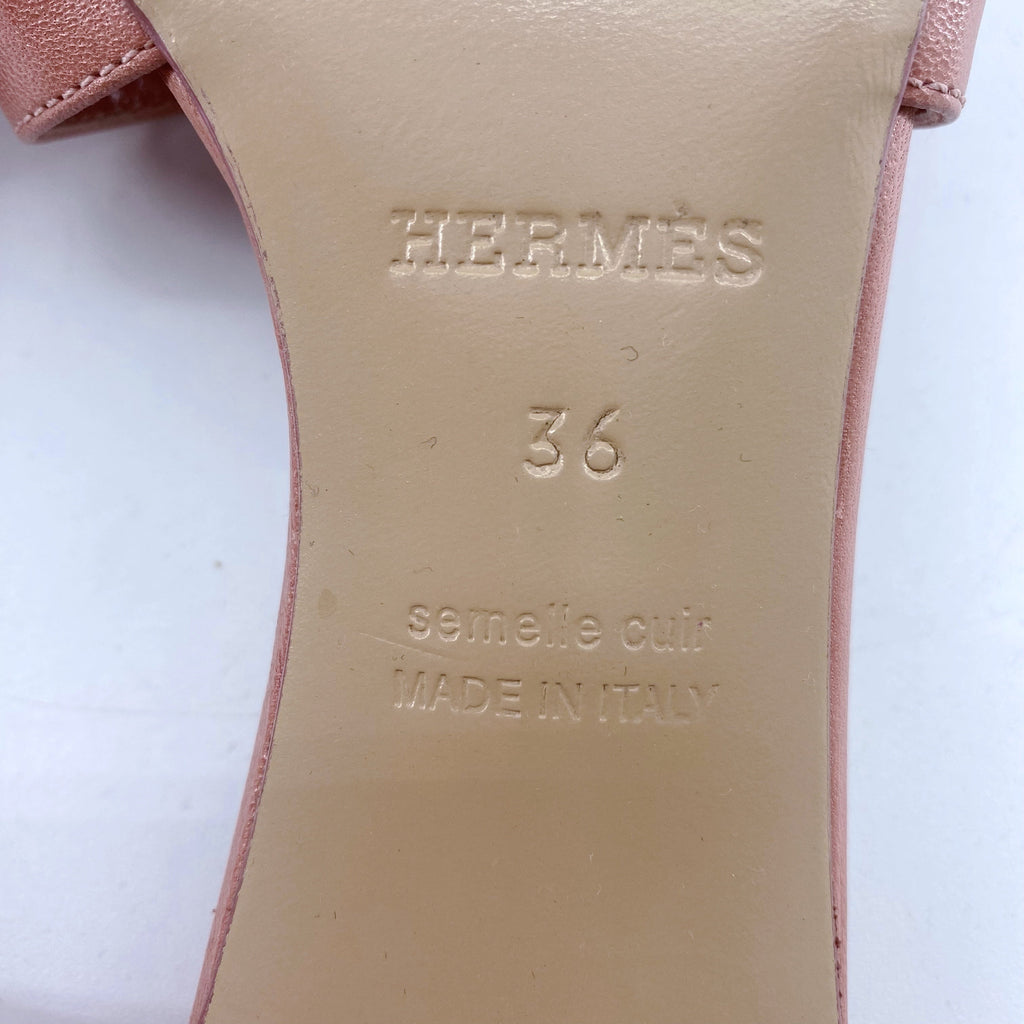 HERMÈS
36
semelle cuir
MADE IN ITALY